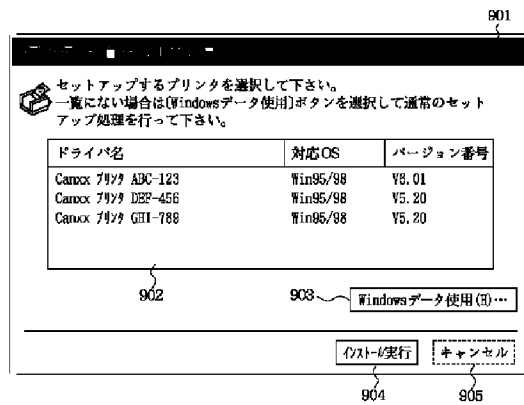 901
セットアップするプリンタを選択して下さい。
一覧にない場合は[Windowsデータ使用]ボタンを選択して通常のセット
アップ処理を行って下さい。
ドライバ名 対応OS バージョン番号
Canxx プリンタ ABC-123 Win95/98 V6.01
Canxx プリンタ DEF-456 Win95/98 V5.20
Canxx プリンタ GHI-789 Win95/98 V5.20
902 903 Windowsデータ使用(H)…
インストール実行 キャンセル
904 905